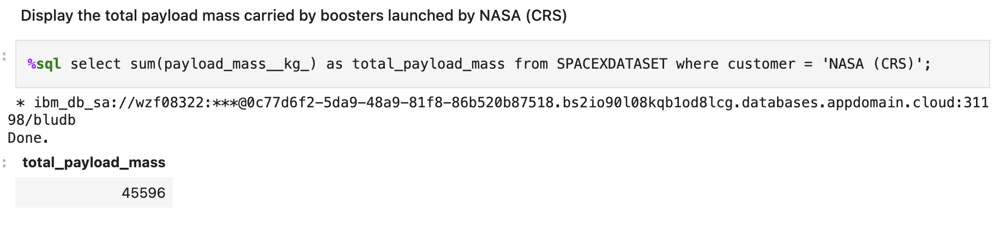 Display the total payload mass carried by boosters launched by NASA (CRS)
:
%sql select sum(payload_mass__kg_) as total_payload_mass from SPACEXDATASET where customer = 'NASA (CRS)';
* ibm_db_sa://wzf08322:***@0c77d6f2-5da9-48a9-81f8-86b520b87518.bs2io90l08kqb1od8lcg.databases.appdomain.cloud:311
98/bludb
Done.
: total_payload_mass
45596